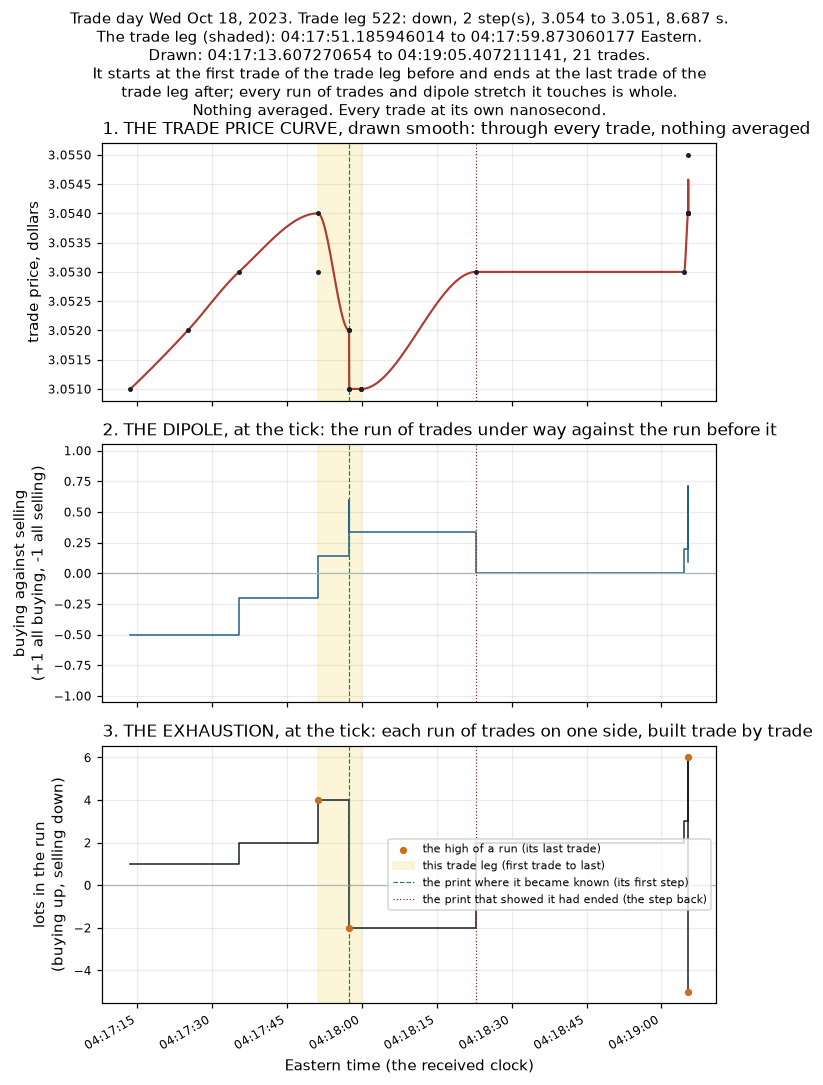 Trade day Wed Oct 18, 2023. Trade leg 522: down, 2 step(s), 3.054 to 3.051, 8.687 s.
The trade leg (shaded): 04:17:51.185946014 to 04:17:59.873060177 Eastern.
Drawn: 04:17:13.607270654 to 04:19:05.407211141, 21 trades.
It starts at the first trade of the trade leg before and ends at the last trade of the
trade leg after; every run of trades and dipole stretch it touches is whole.
Nothing averaged. Every trade at its own nanosecond.
1. THE TRADE PRICE CURVE, drawn smooth: through every trade, nothing averaged
3.0550
3.0545
3.0540
3.0535
3.0530
3.0525
3.0520
3.0515
3.0510
trade price, dollars
2. THE DIPOLE, at the tick: the run of trades under way against the run before it
1.00
0.75
0.50
0.25
0.00
−0.25
−0.50
−0.75
−1.00
buying against selling
(+1 all buying, -1 all selling)
3. THE EXHAUSTION, at the tick: each run of trades on one side, built trade by trade
6
4
2
0
−2
−4
lots in the run
(buying up, selling down)
the high of a run (its last trade)
this trade leg (first trade to last)
the print where it became known (its first step)
the print that showed it had ended (the step back)
04:17:15
04:17:30
04:17:45
04:18:00
04:18:15
04:18:30
04:18:45
04:19:00
Eastern time (the received clock)